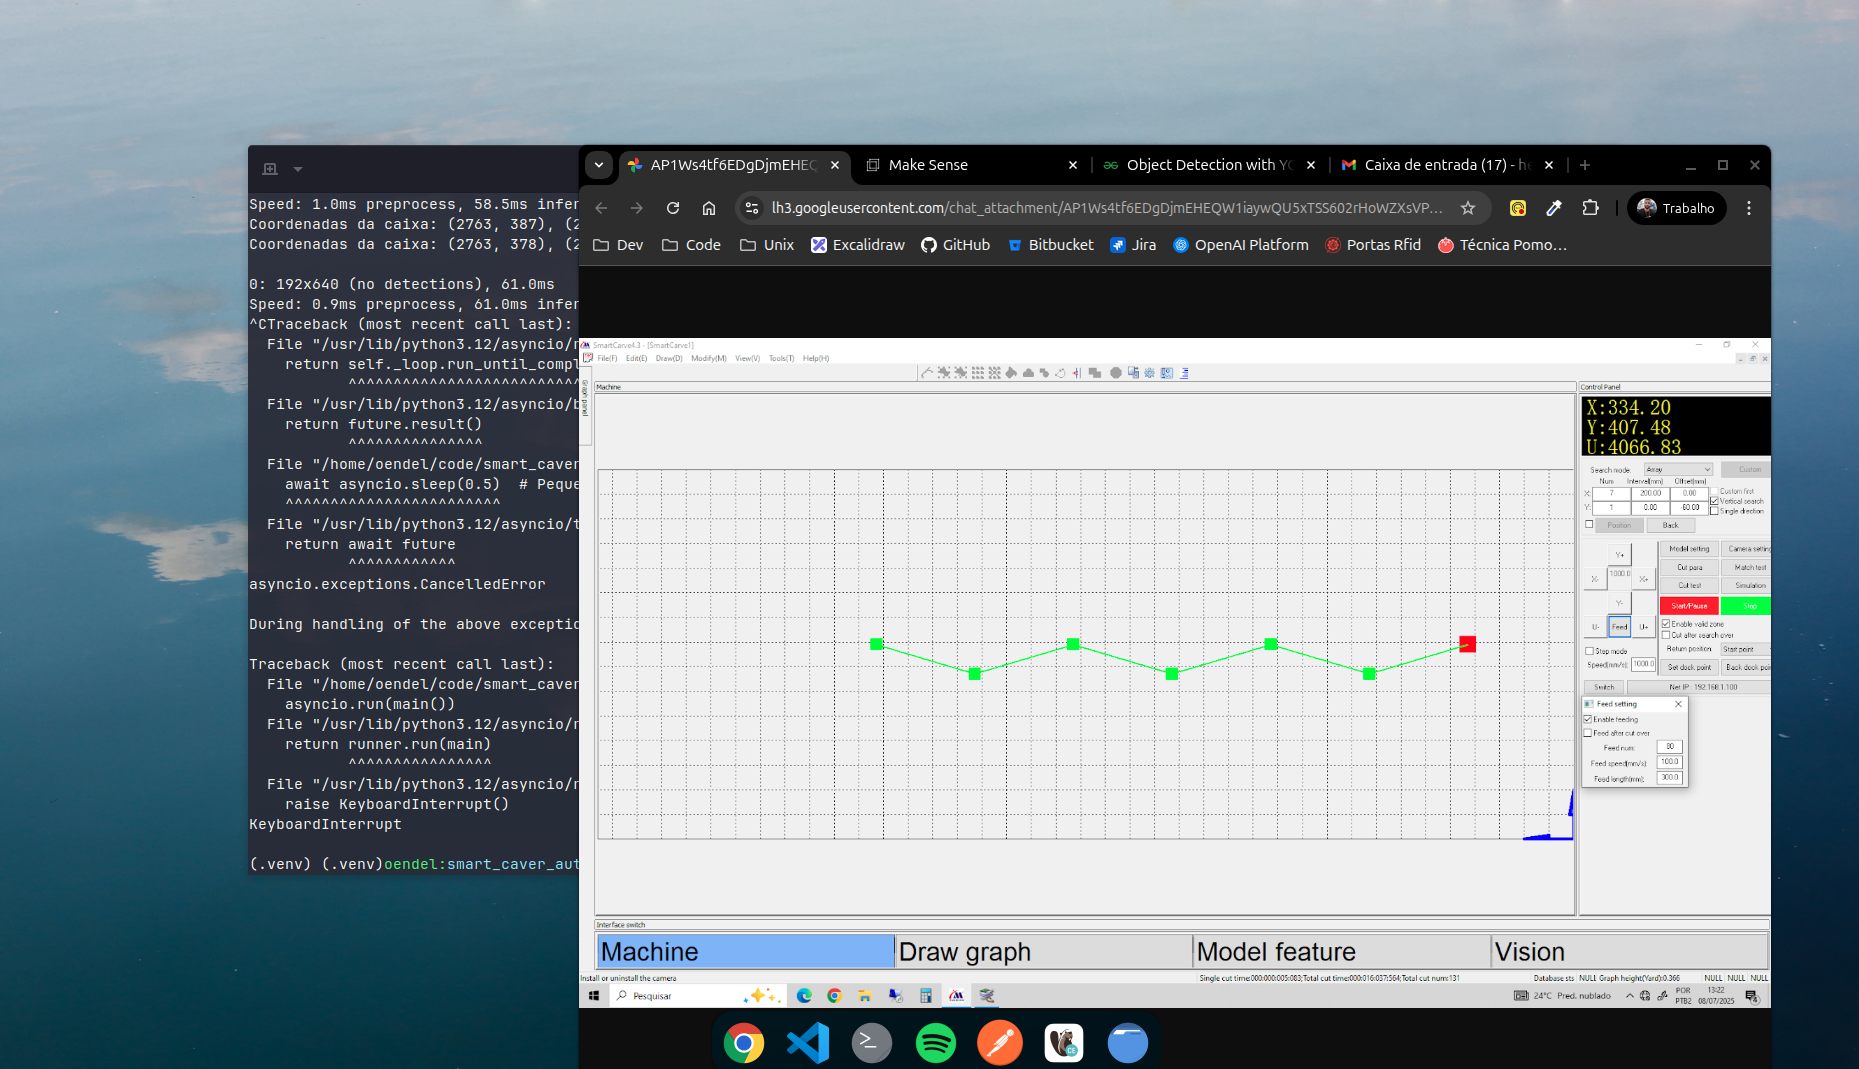 Speed: 1.0ms preprocess, 58.5ms infer
Coordenadas da caixa: (2763, 387), (2
Coordenadas da caixa: (2763, 378), (2
0: 192x640 (no detections), 61.0ms
Speed: 0.9ms preprocess, 61.0ms infer
^CTraceback (most recent call last):
File "/usr/lib/python3.12/asyncio/r
return self._loop.run_until_compl
^^^^^^^^^^^^^^^^^^^^^^^^^^
File "/usr/lib/python3.12/asyncio/b
return future.result()
^^^^^^^^^^^^^^^
File "/home/oendel/code/smart_caver
await asyncio.sleep(0.5)  # Peque
^^^^^^^^^^^^^^^^^^^^^^^^
File "/usr/lib/python3.12/asyncio/t
return await future
^^^^^^^^^^^^
asyncio.exceptions.CancelledError
During handling of the above exceptio
Traceback (most recent call last):
File "/home/oendel/code/smart_caver
asyncio.run(main())
File "/usr/lib/python3.12/asyncio/r
return runner.run(main)
^^^^^^^^^^^^^^^^
File "/usr/lib/python3.12/asyncio/r
raise KeyboardInterrupt()
KeyboardInterrupt
(.venv) (.venv)oendel:smart_caver_aut
AP1Ws4tf6EDgDjmEHEQ
Make Sense
Object Detection with YO
Caixa de entrada (17) - he
lh3.googleusercontent.com/chat_attachment/AP1Ws4tf6EDgDjmEHEQW1iaywQU5xTSS602rHoWZXsVP...
Trabalho
Dev Code Unix Excalidraw GitHub Bitbucket Jira OpenAI Platform Portas Rfid Técnica Pomo...
SmartCarve4.3 - [SmartCarve1]
File(F) Edit(E) Draw(D) Modify(M) View(V) Tools(T) Help(H)
Graph panel
Machine
Control Panel
X:334.20
Y:407.48
U:4066.83
Search mode: Array Custom
Num Interval(mm) Offset(mm)
X: 7 200.00 0.00
Y: 1 0.00 -60.00
Custom first
Vertical search
Single direction
Position Back
Y+
X- 1000.0 X+
Y-
U- Feed U+
Step mode
Speed(mm/s): 1000.0
Model setting Camera setting
Cut para Match test
Cut test Simulation
Start/Pause Stop
Enable valid zone
Cut after search over
Return position: Start point
Set dock point Back dock poin
Switch Net IP : 192.168.1.100
Feed setting
Enable feeding
Feed after cut over
Feed num: 80
Feed speed(mm/s): 100.0
Feed length(mm): 300.0
Interface switch
Machine Draw graph Model feature Vision
Install or uninstall the camera
Single cut time:000:000:005:083;Total cut time:000:016:037:564;Total cut num:131
Database sts NULL Graph height(Yard):0.366 NULL NULL NULL
Pesquisar
24°C Pred. nublado
POR
PTB2
13:22
08/07/2025